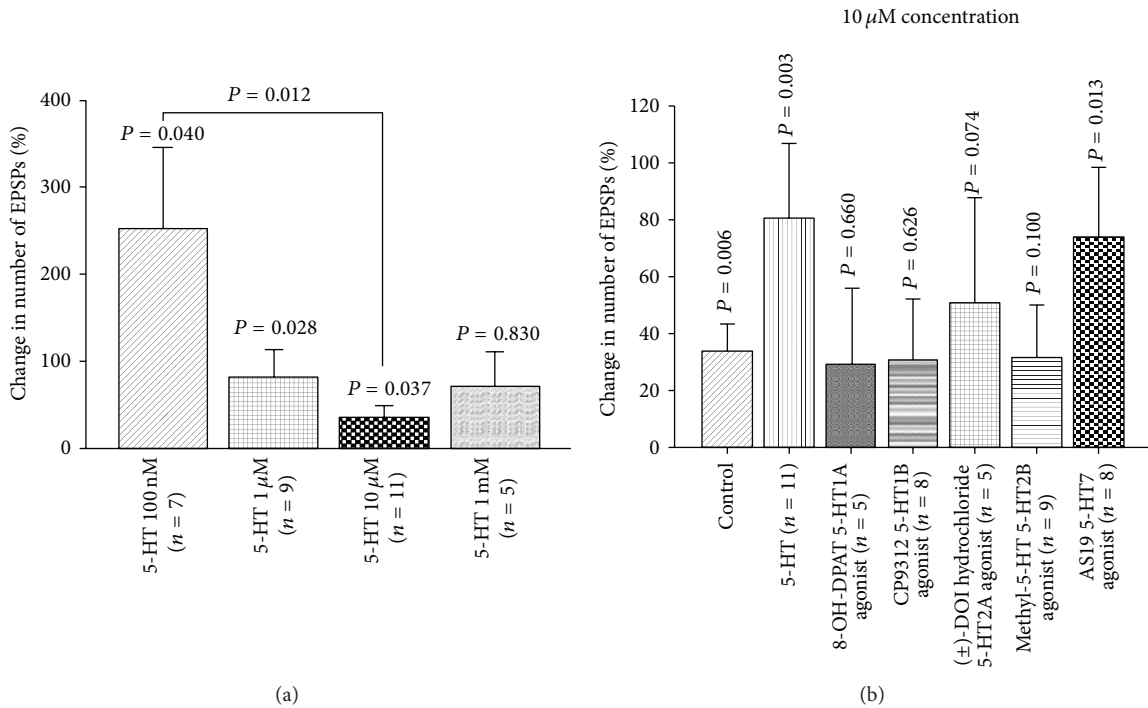 10 μM concentration
Change in number of EPSPs (%)
400
300
200
100
0
P = 0.012
P = 0.040
P = 0.028
P = 0.037
P = 0.830
5-HT 100 nM
(n = 7)
5-HT 1 μM
(n = 9)
5-HT 10 μM
(n = 11)
5-HT 1 mM
(n = 5)
(a)
Change in number of EPSPs (%)
120
100
80
60
40
20
0
P = 0.006
P = 0.003
P = 0.660
P = 0.626
P = 0.074
P = 0.100
P = 0.013
Control
5-HT (n = 11)
8-OH-DPAT 5-HT1A
agonist (n = 5)
CP9312 5-HT1B
agonist (n = 8)
(±)-DOI hydrochloride
5-HT2A agonist (n = 5)
Methyl-5-HT 5-HT2B
agonist (n = 9)
AS19 5-HT7
agonist (n = 8)
(b)